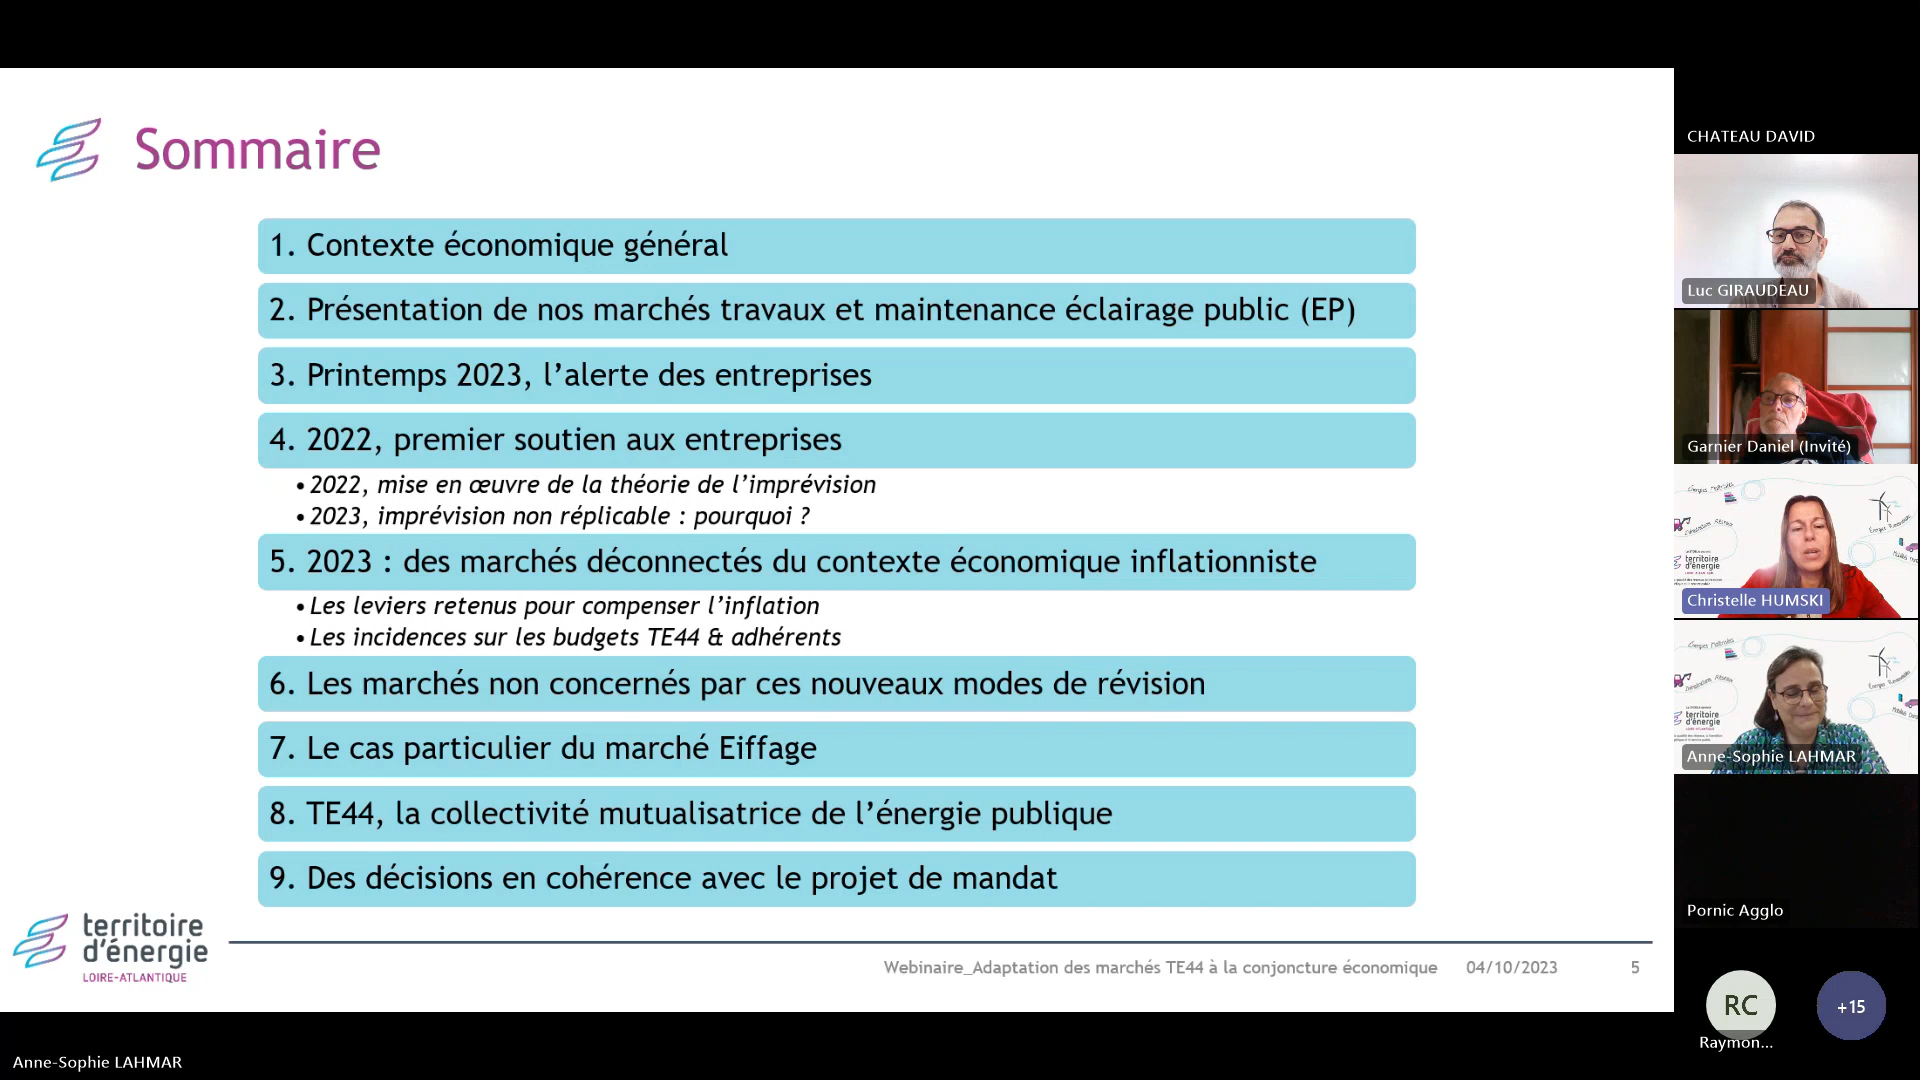 Sommaire
1. Contexte économique général
2. Présentation de nos marchés travaux et maintenance éclairage public (EP)
3. Printemps 2023, l’alerte des entreprises
4. 2022, premier soutien aux entreprises
• 2022, mise en œuvre de la théorie de l’imprévision
• 2023, imprévision non réplicable : pourquoi ?
5. 2023 : des marchés déconnectés du contexte économique inflationniste
• Les leviers retenus pour compenser l’inflation
• Les incidences sur les budgets TE44 & adhérents
6. Les marchés non concernés par ces nouveaux modes de révision
7. Le cas particulier du marché Eiffage
8. TE44, la collectivité mutualisatrice de l’énergie publique
9. Des décisions en cohérence avec le projet de mandat
territoire
d’énergie
LOIRE-ATLANTIQUE
Webinaire_Adaptation des marchés TE44 à la conjoncture économique 04/10/2023 5
CHATEAU DAVID
Luc GIRAUDEAU
Garnier Daniel (Invité)
territoire
d’énergie
Christelle HUMSKI
territoire
d’énergie
Anne-Sophie LAHMAR
Pornic Agglo
RC
+15
Raymon...
Anne-Sophie LAHMAR